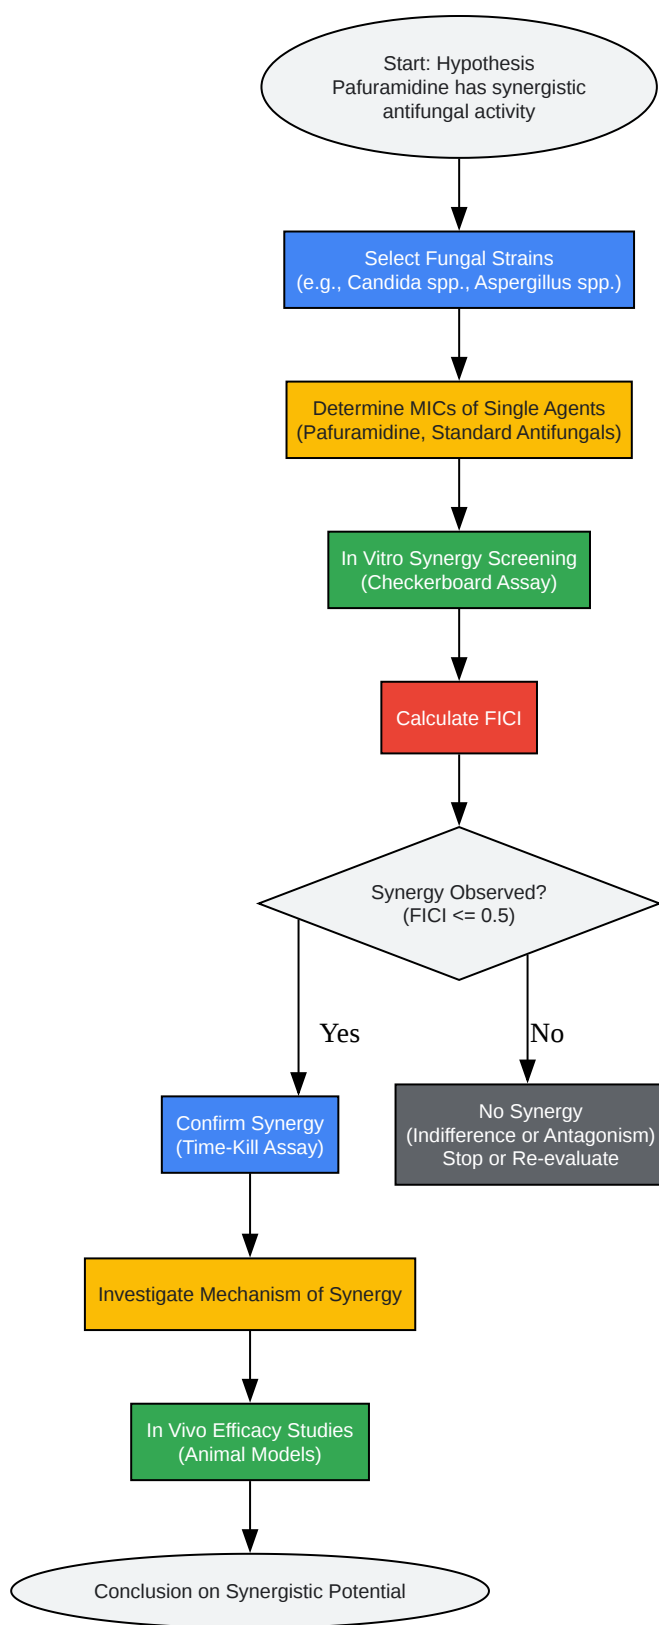 Start: Hypothesis
Pafuramidine has synergistic
antifungal activity
Select Fungal Strains
(e.g., Candida spp., Aspergillus spp.)
Determine MICs of Single Agents
(Pafuramidine, Standard Antifungals)
In Vitro Synergy Screening
(Checkerboard Assay)
Calculate FICI
Synergy Observed?
(FICI <= 0.5)
Yes
No
Confirm Synergy
(Time-Kill Assay)
No Synergy
(Indifference or Antagonism)
Stop or Re-evaluate
Investigate Mechanism of Synergy
In Vivo Efficacy Studies
(Animal Models)
Conclusion on Synergistic Potential